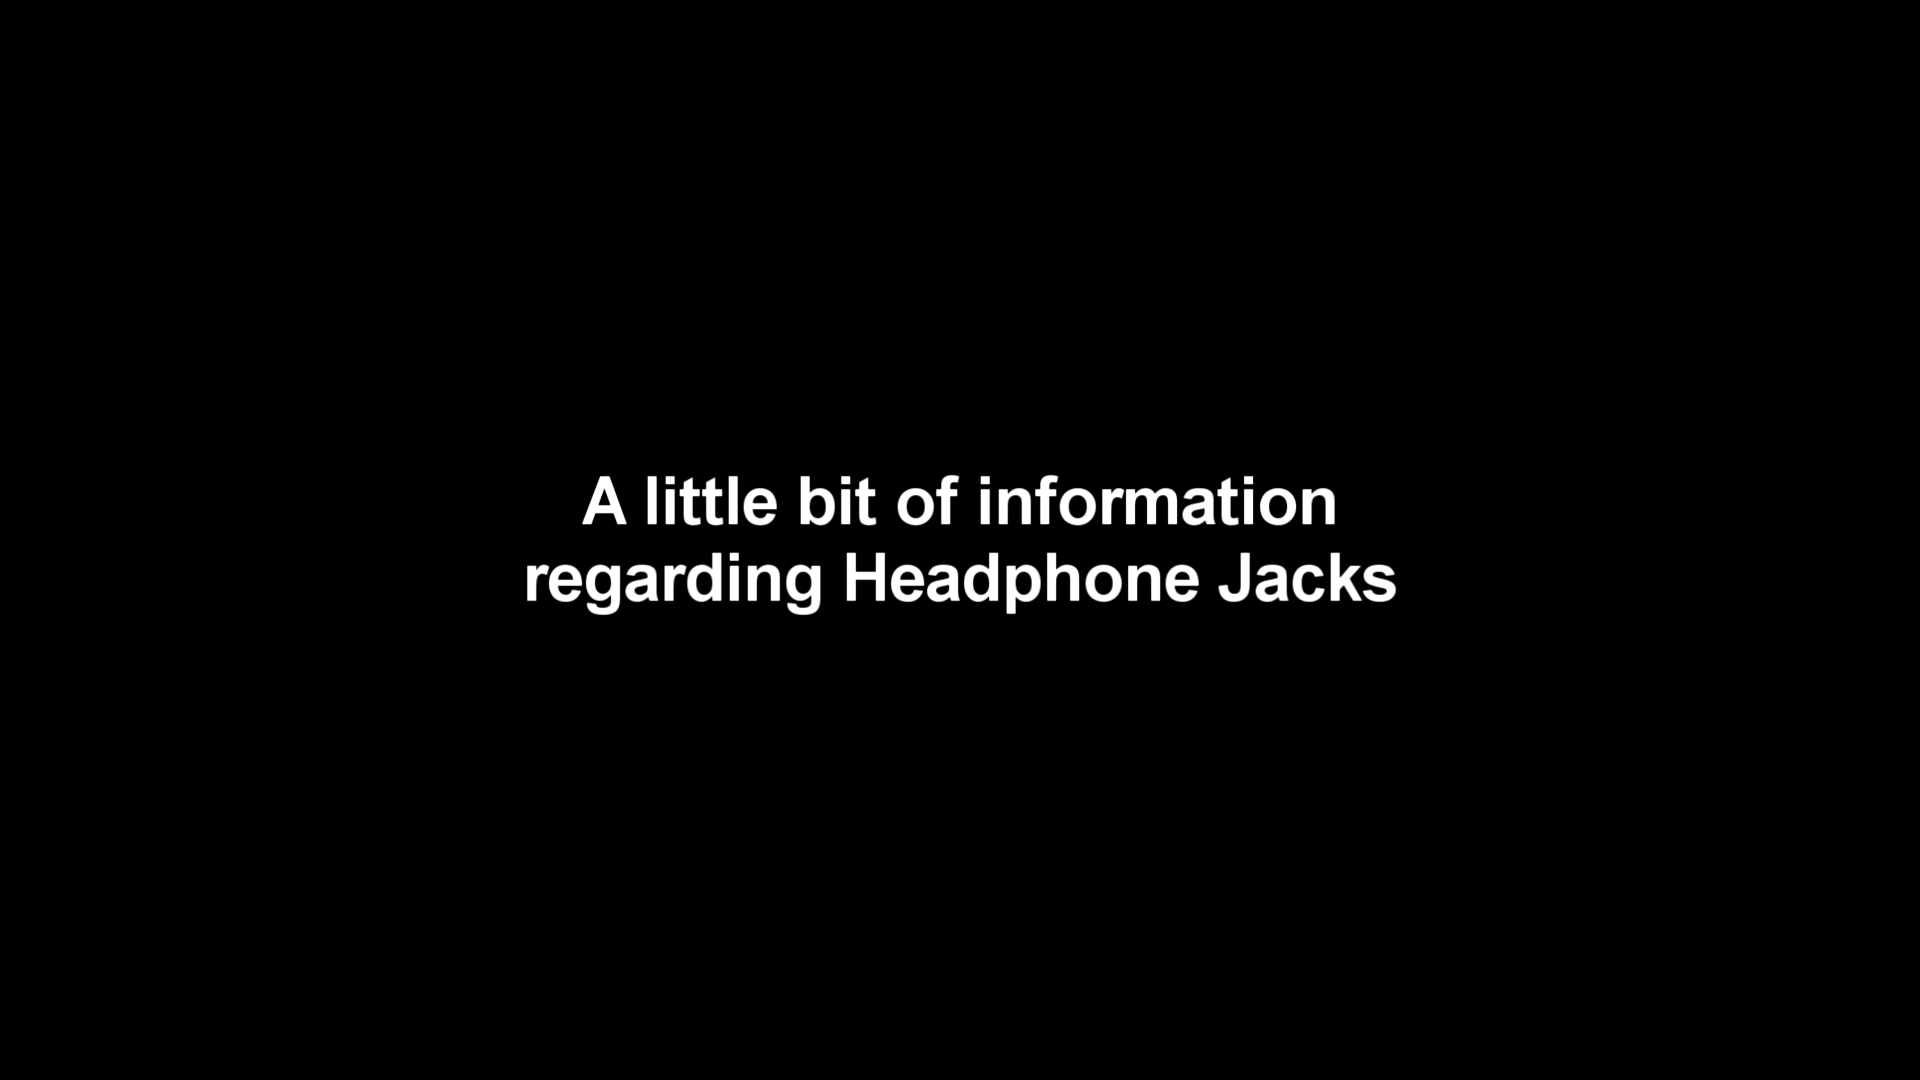 A little bit of information
regarding Headphone Jacks